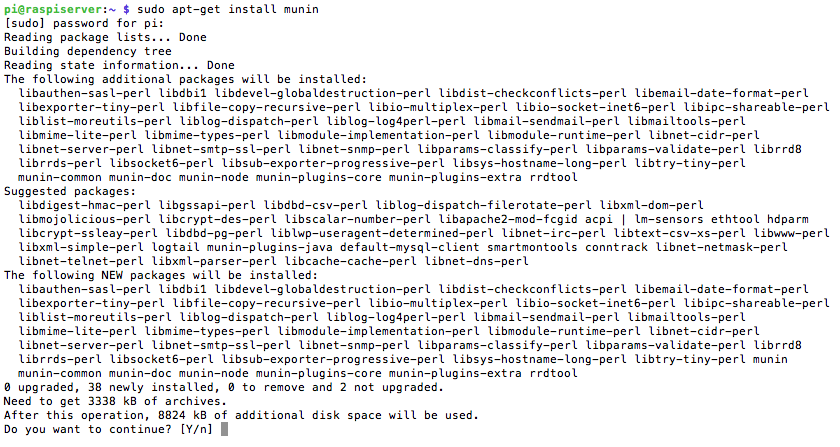 pi@raspiserver:~ $ sudo apt-get install munin
[sudo] password for pi:
Reading package lists... Done
Building dependency tree
Reading state information... Done
The following additional packages will be installed:
  libauthen-sasl-perl libdbi1 libdevel-globaldestruction-perl libdist-checkconflicts-perl libemail-date-format-perl
  libexporter-tiny-perl libfile-copy-recursive-perl libio-multiplex-perl libio-socket-inet6-perl libipc-shareable-perl
  liblist-moreutils-perl liblog-dispatch-perl liblog-log4perl-perl libmail-sendmail-perl libmailtools-perl
  libmime-lite-perl libmime-types-perl libmodule-implementation-perl libmodule-runtime-perl libnet-cidr-perl
  libnet-server-perl libnet-smtp-ssl-perl libnet-snmp-perl libparams-classify-perl libparams-validate-perl librrd8
  librrds-perl libsocket6-perl libsub-exporter-progressive-perl libsys-hostname-long-perl libtry-tiny-perl
  munin-common munin-doc munin-node munin-plugins-core munin-plugins-extra rrdtool
Suggested packages:
  libdigest-hmac-perl libgssapi-perl libdbd-csv-perl liblog-dispatch-filerotate-perl libxml-dom-perl
  libmojolicious-perl libcrypt-des-perl libscalar-number-perl libapache2-mod-fcgid acpi | lm-sensors ethtool hdparm
  libcrypt-ssleay-perl libdbd-pg-perl liblwp-useragent-determined-perl libnet-irc-perl libtext-csv-xs-perl libwww-perl
  libxml-simple-perl logtail munin-plugins-java default-mysql-client smartmontools conntrack libnet-netmask-perl
  libnet-telnet-perl libxml-parser-perl libcache-cache-perl libnet-dns-perl
The following NEW packages will be installed:
  libauthen-sasl-perl libdbi1 libdevel-globaldestruction-perl libdist-checkconflicts-perl libemail-date-format-perl
  libexporter-tiny-perl libfile-copy-recursive-perl libio-multiplex-perl libio-socket-inet6-perl libipc-shareable-perl
  liblist-moreutils-perl liblog-dispatch-perl liblog-log4perl-perl libmail-sendmail-perl libmailtools-perl
  libmime-lite-perl libmime-types-perl libmodule-implementation-perl libmodule-runtime-perl libnet-cidr-perl
  libnet-server-perl libnet-smtp-ssl-perl libnet-snmp-perl libparams-classify-perl libparams-validate-perl librrd8
  librrds-perl libsocket6-perl libsub-exporter-progressive-perl libsys-hostname-long-perl libtry-tiny-perl munin
  munin-common munin-doc munin-node munin-plugins-core munin-plugins-extra rrdtool
0 upgraded, 38 newly installed, 0 to remove and 2 not upgraded.
Need to get 3338 kB of archives.
After this operation, 8824 kB of additional disk space will be used.
Do you want to continue? [Y/n]